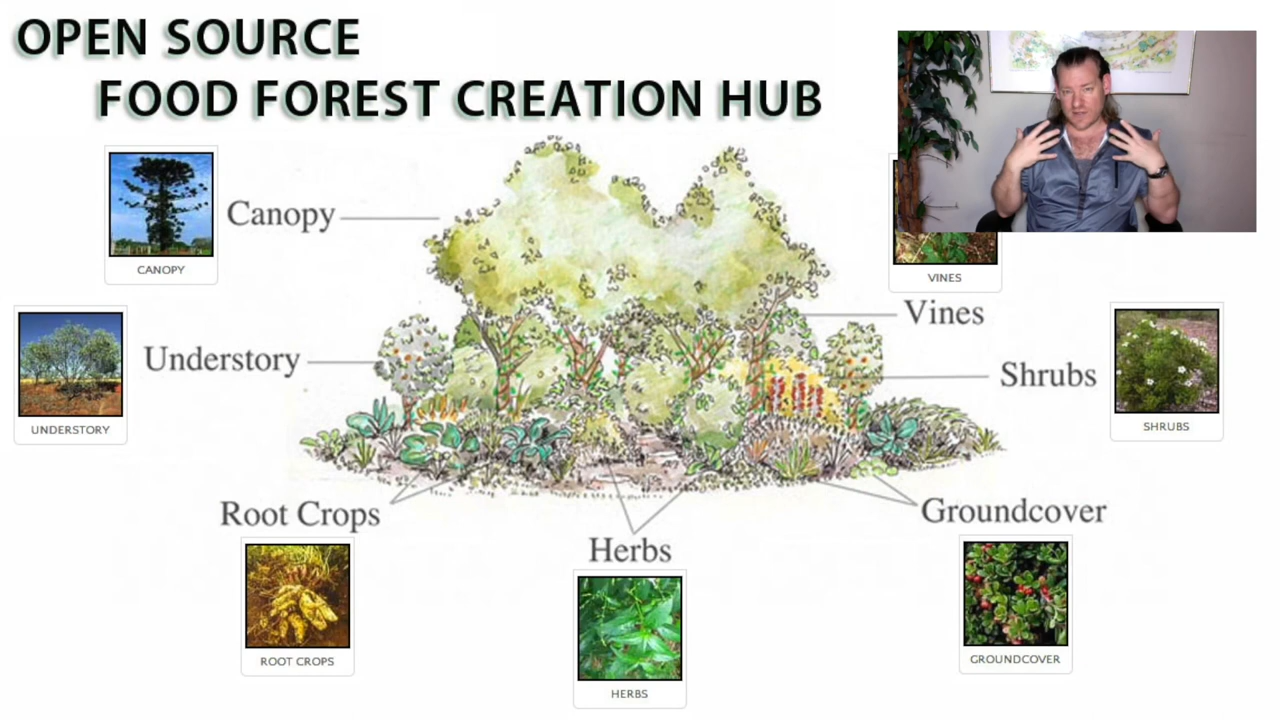 OPEN SOURCE
FOOD FOREST CREATION HUB
CANOPY
Canopy
VINES
Vines
UNDERSTORY
Understory
Shrubs
SHRUBS
Root Crops
Groundcover
Herbs
ROOT CROPS
HERBS
GROUNDCOVER